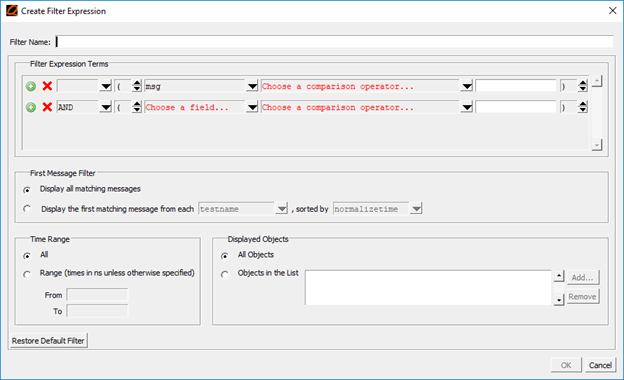 Create Filter Expression
Filter Name:
Filter Expression Terms
( msg Choose a comparison operator... )
AND ( Choose a field... Choose a comparison operator... )
First Message Filter
Display all matching messages
Display the first matching message from each testname , sorted by normalizetime
Time Range
All
Range (times in ns unless otherwise specified)
From
To
Displayed Objects
All Objects
Objects in the List
Add...
Remove
Restore Default Filter
OK Cancel